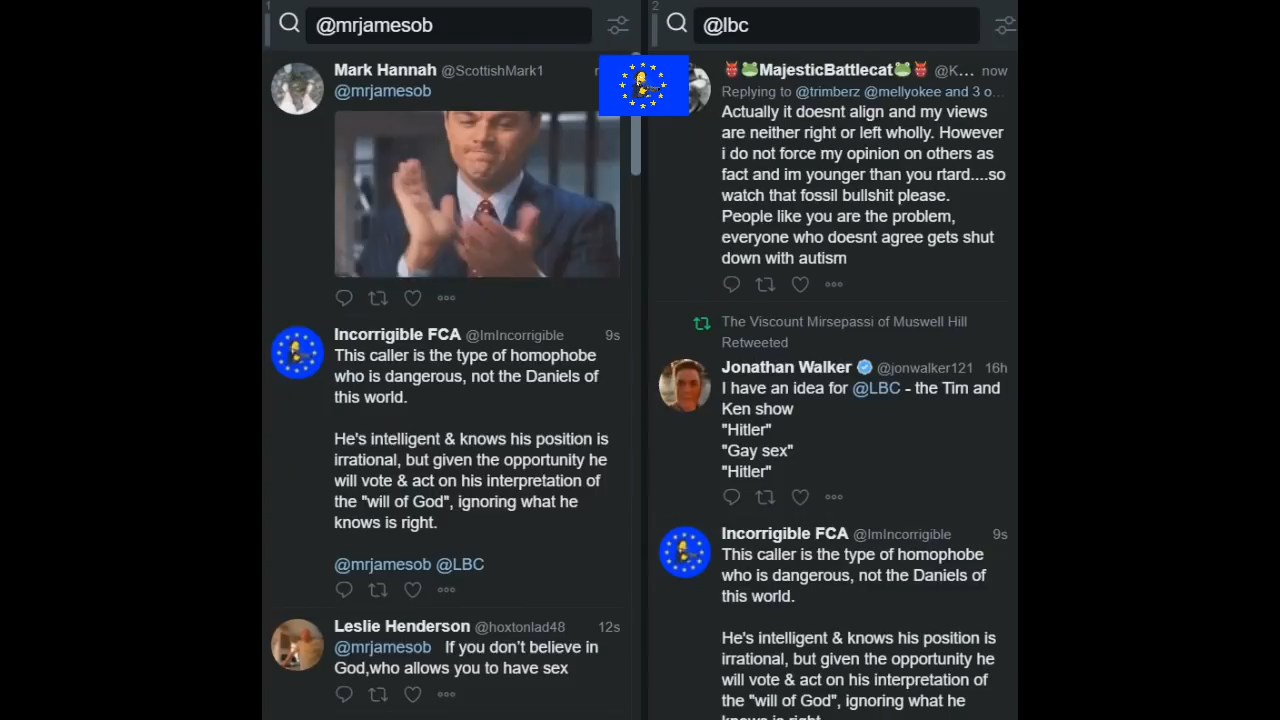 1
@mrjamesob
Mark Hannah @ScottishMark1
@mrjamesob
Incorrigible FCA @ImIncorrigible 9s
This caller is the type of homophobe
who is dangerous, not the Daniels of
this world.
He's intelligent & knows his position is
irrational, but given the opportunity he
will vote & act on his interpretation of
the "will of God", ignoring what he
knows is right.
@mrjamesob @LBC
Leslie Henderson @hoxtonlad48 12s
@mrjamesob If you don't believe in
God,who allows you to have sex
2
@lbc
MajesticBattlecat @K... now
Replying to @trimberz @mellyokee and 3 o...
Actually it doesnt align and my views
are neither right or left wholly. However
i do not force my opinion on others as
fact and im younger than you rtard....so
watch that fossil bullshit please.
People like you are the problem,
everyone who doesnt agree gets shut
down with autism
The Viscount Mirsepassi of Muswell Hill
Retweeted
Jonathan Walker @jonwalker121 16h
I have an idea for @LBC - the Tim and
Ken show
"Hitler"
"Gay sex"
"Hitler"
Incorrigible FCA @ImIncorrigible 9s
This caller is the type of homophobe
who is dangerous, not the Daniels of
this world.
He's intelligent & knows his position is
irrational, but given the opportunity he
will vote & act on his interpretation of
the "will of God", ignoring what he
knows is right.